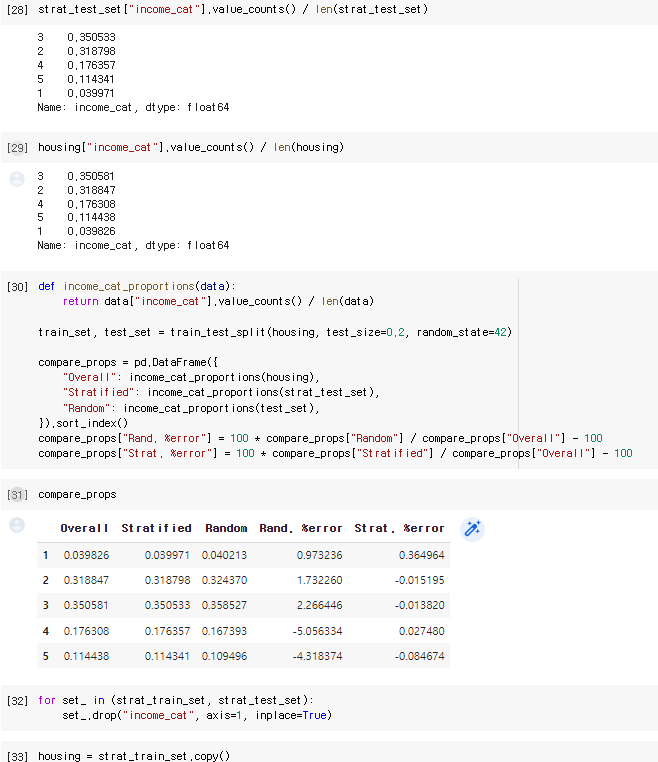 [28] strat_test_set["income_cat"].value_counts() / len(strat_test_set)
3    0.350533
2    0.318798
4    0.176357
5    0.114341
1    0.039971
Name: income_cat, dtype: float64
[29] housing["income_cat"].value_counts() / len(housing)
3    0.350581
2    0.318847
4    0.176308
5    0.114438
1    0.039826
Name: income_cat, dtype: float64
[30] def income_cat_proportions(data):
    return data["income_cat"].value_counts() / len(data)
train_set, test_set = train_test_split(housing, test_size=0.2, random_state=42)
compare_props = pd.DataFrame({
    "Overall": income_cat_proportions(housing),
    "Stratified": income_cat_proportions(strat_test_set),
    "Random": income_cat_proportions(test_set),
}).sort_index()
compare_props["Rand. %error"] = 100 * compare_props["Random"] / compare_props["Overall"] - 100
compare_props["Strat. %error"] = 100 * compare_props["Stratified"] / compare_props["Overall"] - 100
[31] compare_props
Overall Stratified Random Rand. %error Strat. %error
1 0.039826 0.039971 0.040213 0.973236 0.364964
2 0.318847 0.318798 0.324370 1.732260 -0.015195
3 0.350581 0.350533 0.358527 2.266446 -0.013820
4 0.176308 0.176357 0.167393 -5.056334 0.027480
5 0.114438 0.114341 0.109496 -4.318374 -0.084674
[32] for set_ in (strat_train_set, strat_test_set):
    set_.drop("income_cat", axis=1, inplace=True)
[33] housing = strat_train_set.copy()